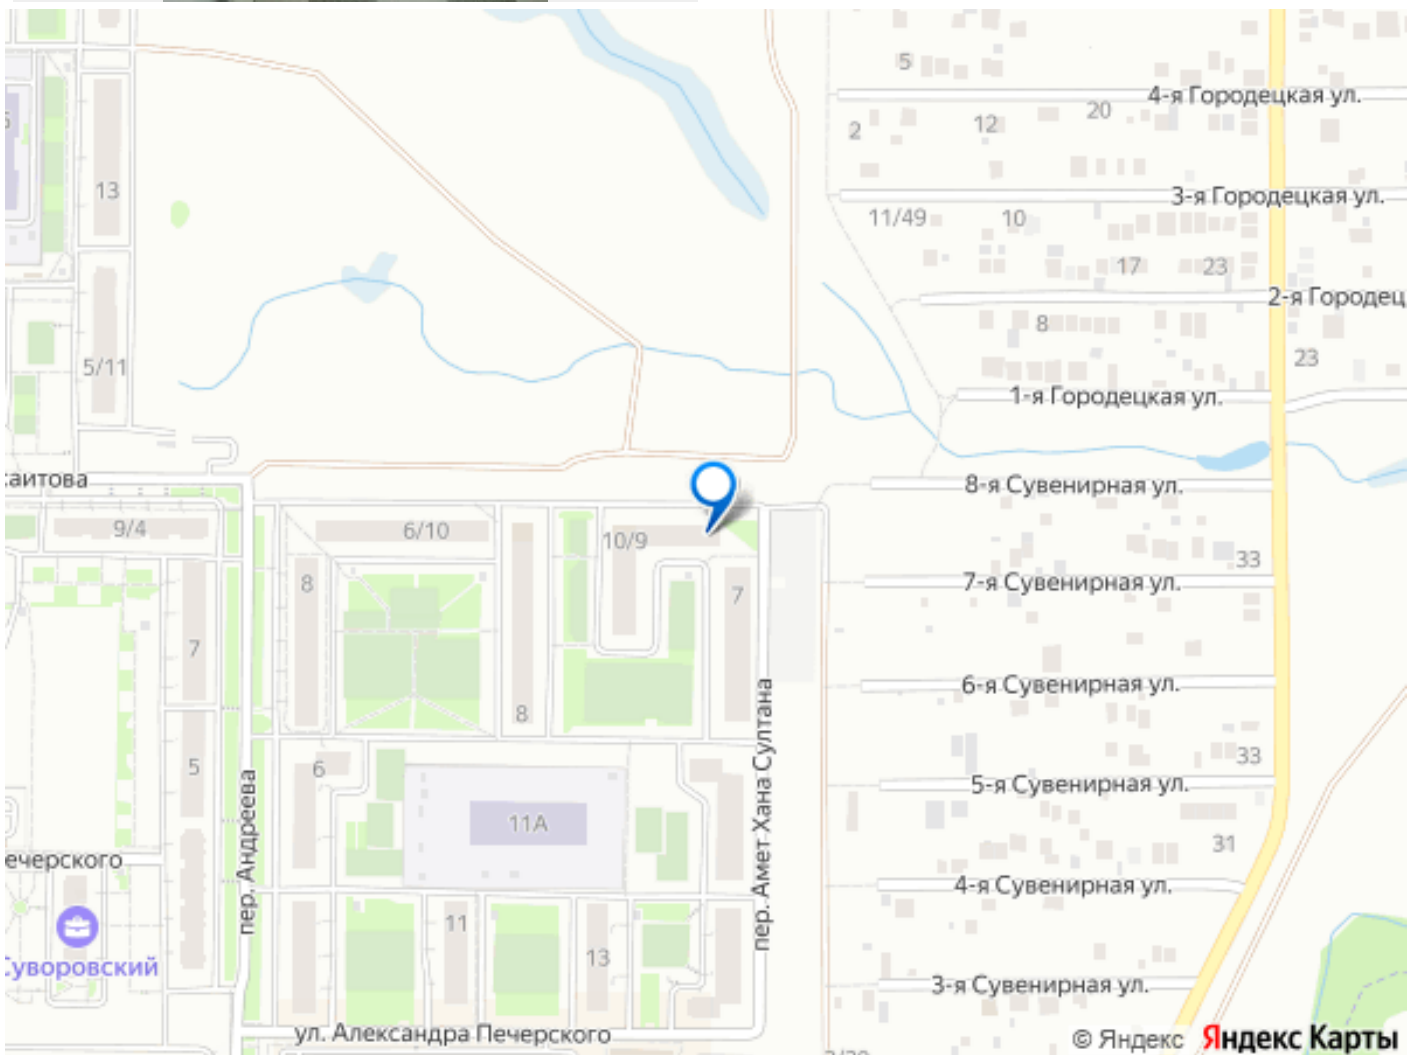 5
4-я Городецкая ул.
20
12
2
13
3-я Городецкая ул.
11/49
10
17
23
2-я Городец
8
23
5/11
1-я Городецкая ул.
саитова
8-я Сувенирная ул.
9/4
6/10
10/9
33
8
7-я Сувенирная ул.
7
7
6-я Сувенирная ул.
8
33
5
6
5-я Сувенирная ул.
пер. Андреева
пер. Амет Хана Султана
11А
31
ечерского
4-я Сувенирная ул.
11
13
Суворовский
3-я Сувенирная ул.
ул. Александра Печерского
© Яндекс Яндекс Карты